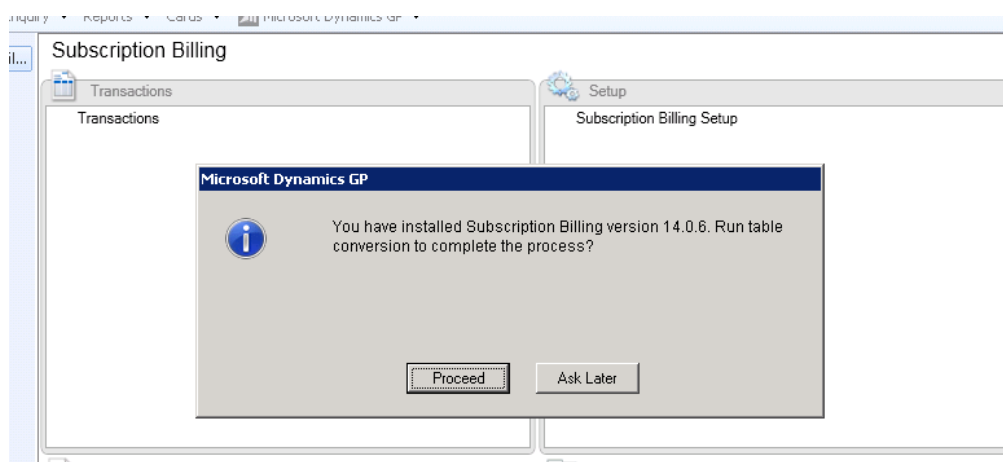 Reports Cards Microsoft Dynamics GP
il...
Subscription Billing
Transactions
Transactions
Setup
Subscription Billing Setup
Microsoft Dynamics GP
You have installed Subscription Billing version 14.0.6. Run table
conversion to complete the process?
Proceed
Ask Later